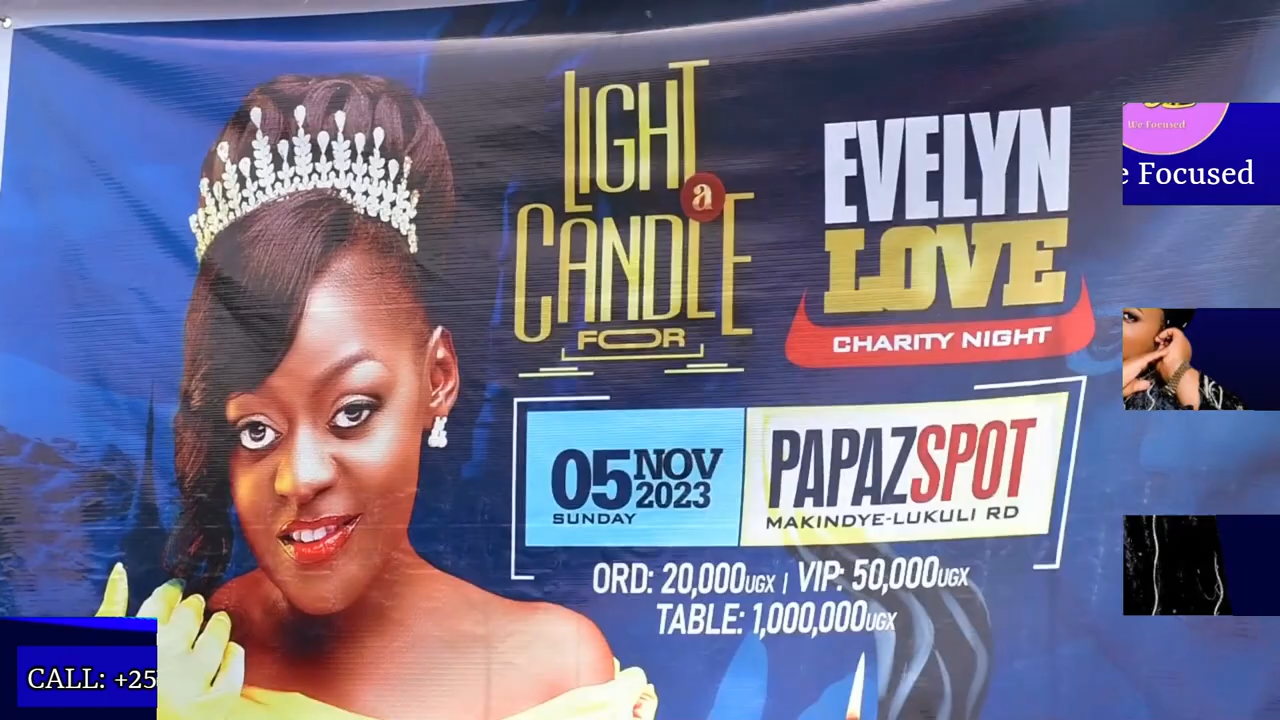 LIGHT
a
CANDLE
FOR
EVELYN
LOVE
CHARITY NIGHT
05 NOV
2023
SUNDAY
PAPAZSPOT
MAKINDYE-LUKULI RD
ORD: 20,000UGX | VIP: 50,000UGX
TABLE: 1,000,000UGX
We Focused
e Focused
CALL: +25